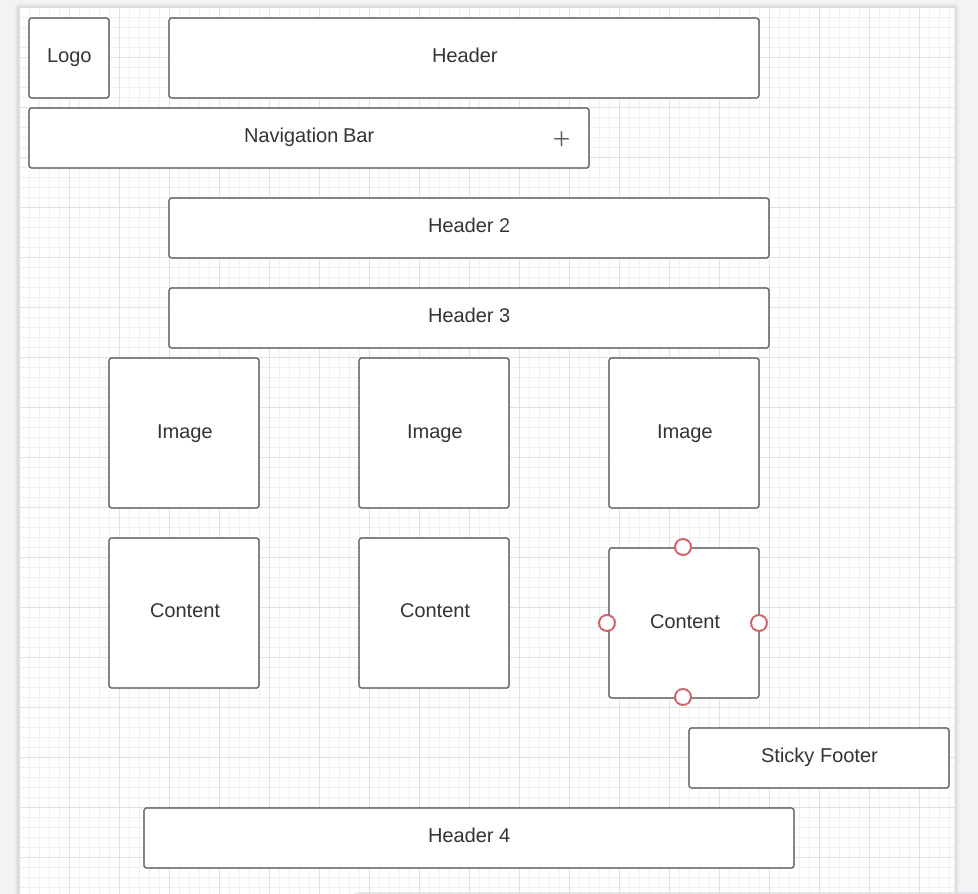 Logo
Header
Navigation Bar
Header 2
Header 3
Image
Image
Image
Content
Content
Content
Sticky Footer
Header 4